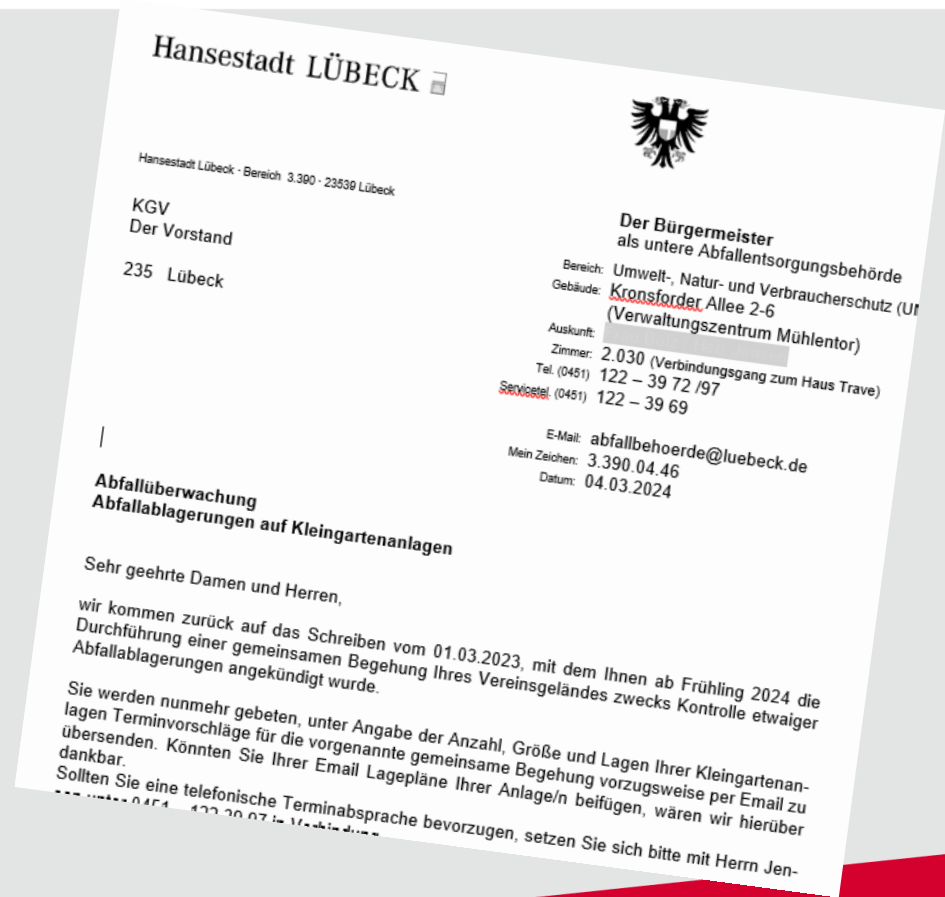 Hansestadt LÜBECK
Hansestadt Lübeck · Bereich 3.390 · 23539 Lübeck
KGV
Der Vorstand
235 Lübeck
Der Bürgermeister
als untere Abfallentsorgungsbehörde
Bereich: Umwelt-, Natur- und Verbraucherschutz (UN
Gebäude: Kronsforder Allee 2-6
(Verwaltungszentrum Mühlentor)
Auskunft:
Zimmer: 2.030 (Verbindungsgang zum Haus Trave)
Tel. (0451) 122 – 39 72 /97
Servicetel. (0451) 122 – 39 69
E-Mail: abfallbehoerde@luebeck.de
Mein Zeichen: 3.390.04.46
Datum: 04.03.2024
Abfallüberwachung
Abfallablagerungen auf Kleingartenanlagen
Sehr geehrte Damen und Herren,
wir kommen zurück auf das Schreiben vom 01.03.2023, mit dem Ihnen ab Frühling 2024 die
Durchführung einer gemeinsamen Begehung Ihres Vereinsgeländes zwecks Kontrolle etwaiger
Abfallablagerungen angekündigt wurde.
Sie werden nunmehr gebeten, unter Angabe der Anzahl, Größe und Lagen Ihrer Kleingartenan-
lagen Terminvorschläge für die vorgenannte gemeinsame Begehung vorzugsweise per Email zu
übersenden. Könnten Sie Ihrer Email Lagepläne Ihrer Anlage/n beifügen, wären wir hierüber
dankbar.
Sollten Sie eine telefonische Terminabsprache bevorzugen, setzen Sie sich bitte mit Herrn Jen-